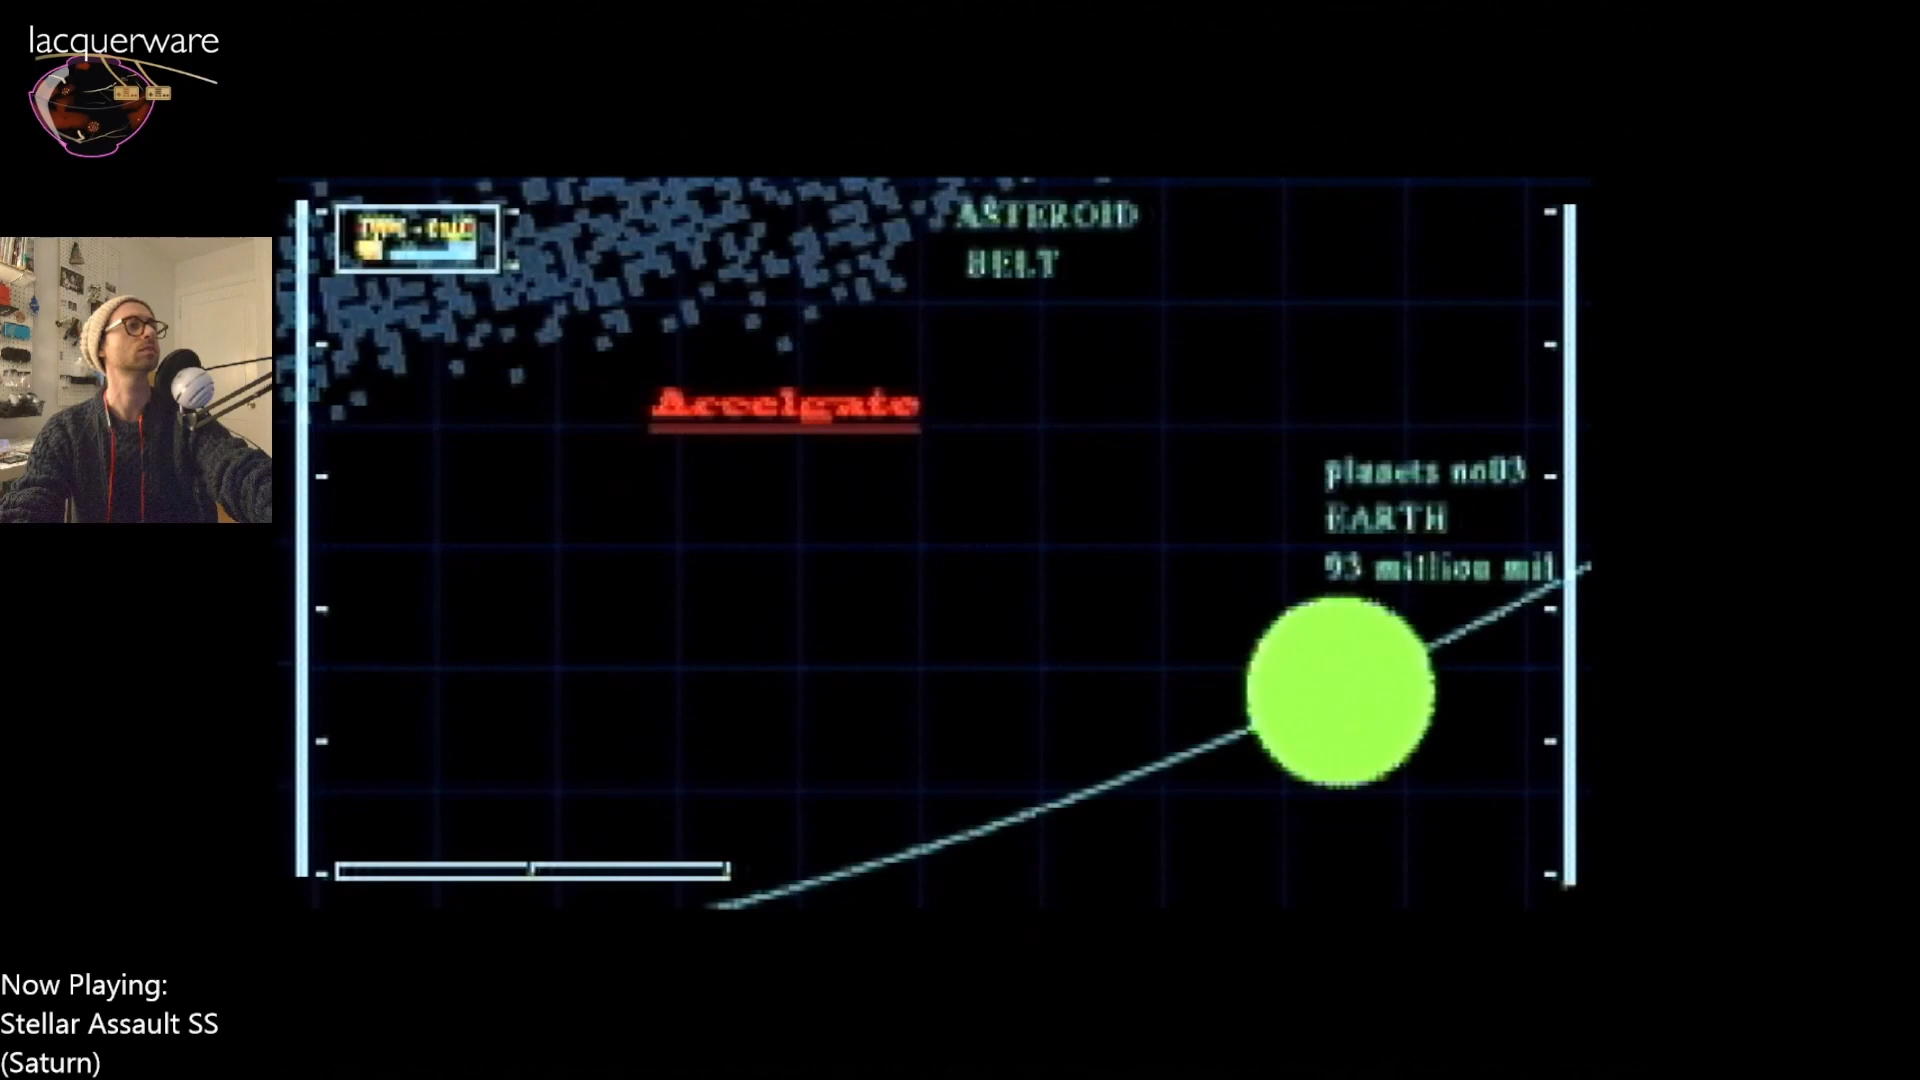 lacquerware
ASTEROID
BELT
Accelgate
planets no03
EARTH
93 million mil
Now Playing:
Stellar Assault SS
(Saturn)